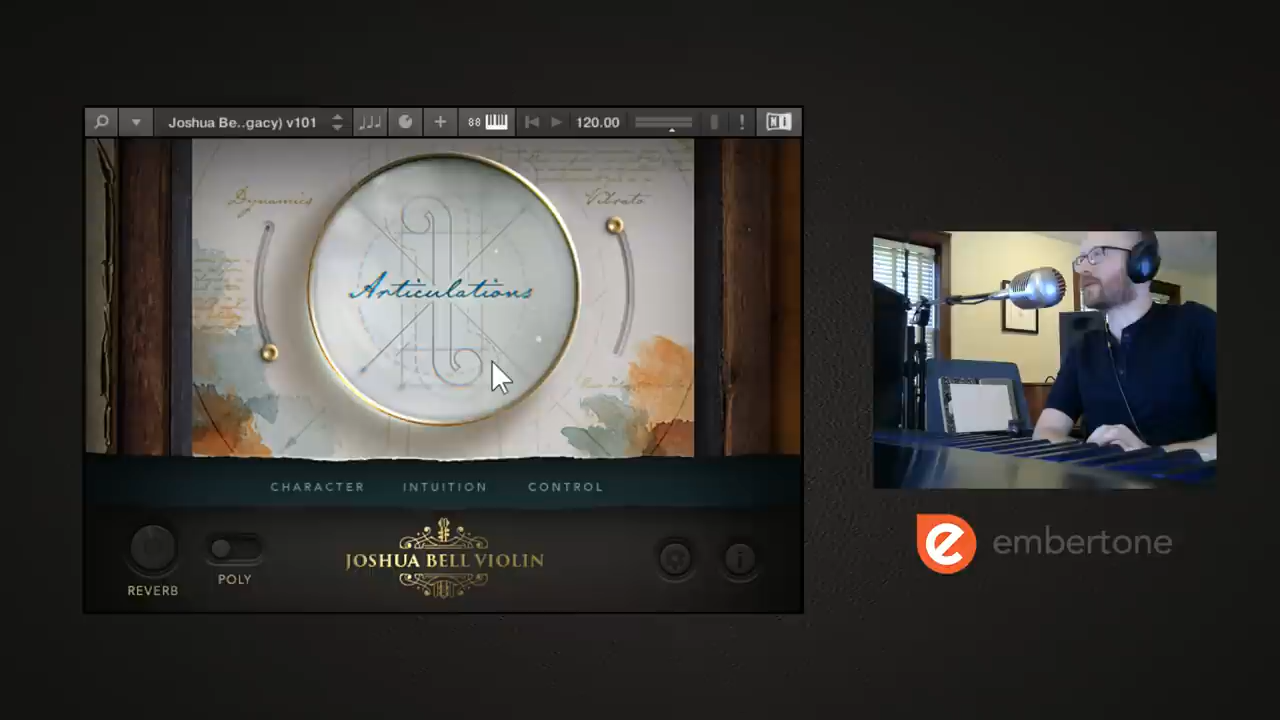 Joshua Be..gacy) v101
88
120.00
!
NI
Dynamics
Vibrato
Articulations
CHARACTER INTUITION CONTROL
REVERB
POLY
JOSHUA BELL VIOLIN
i
e embertone